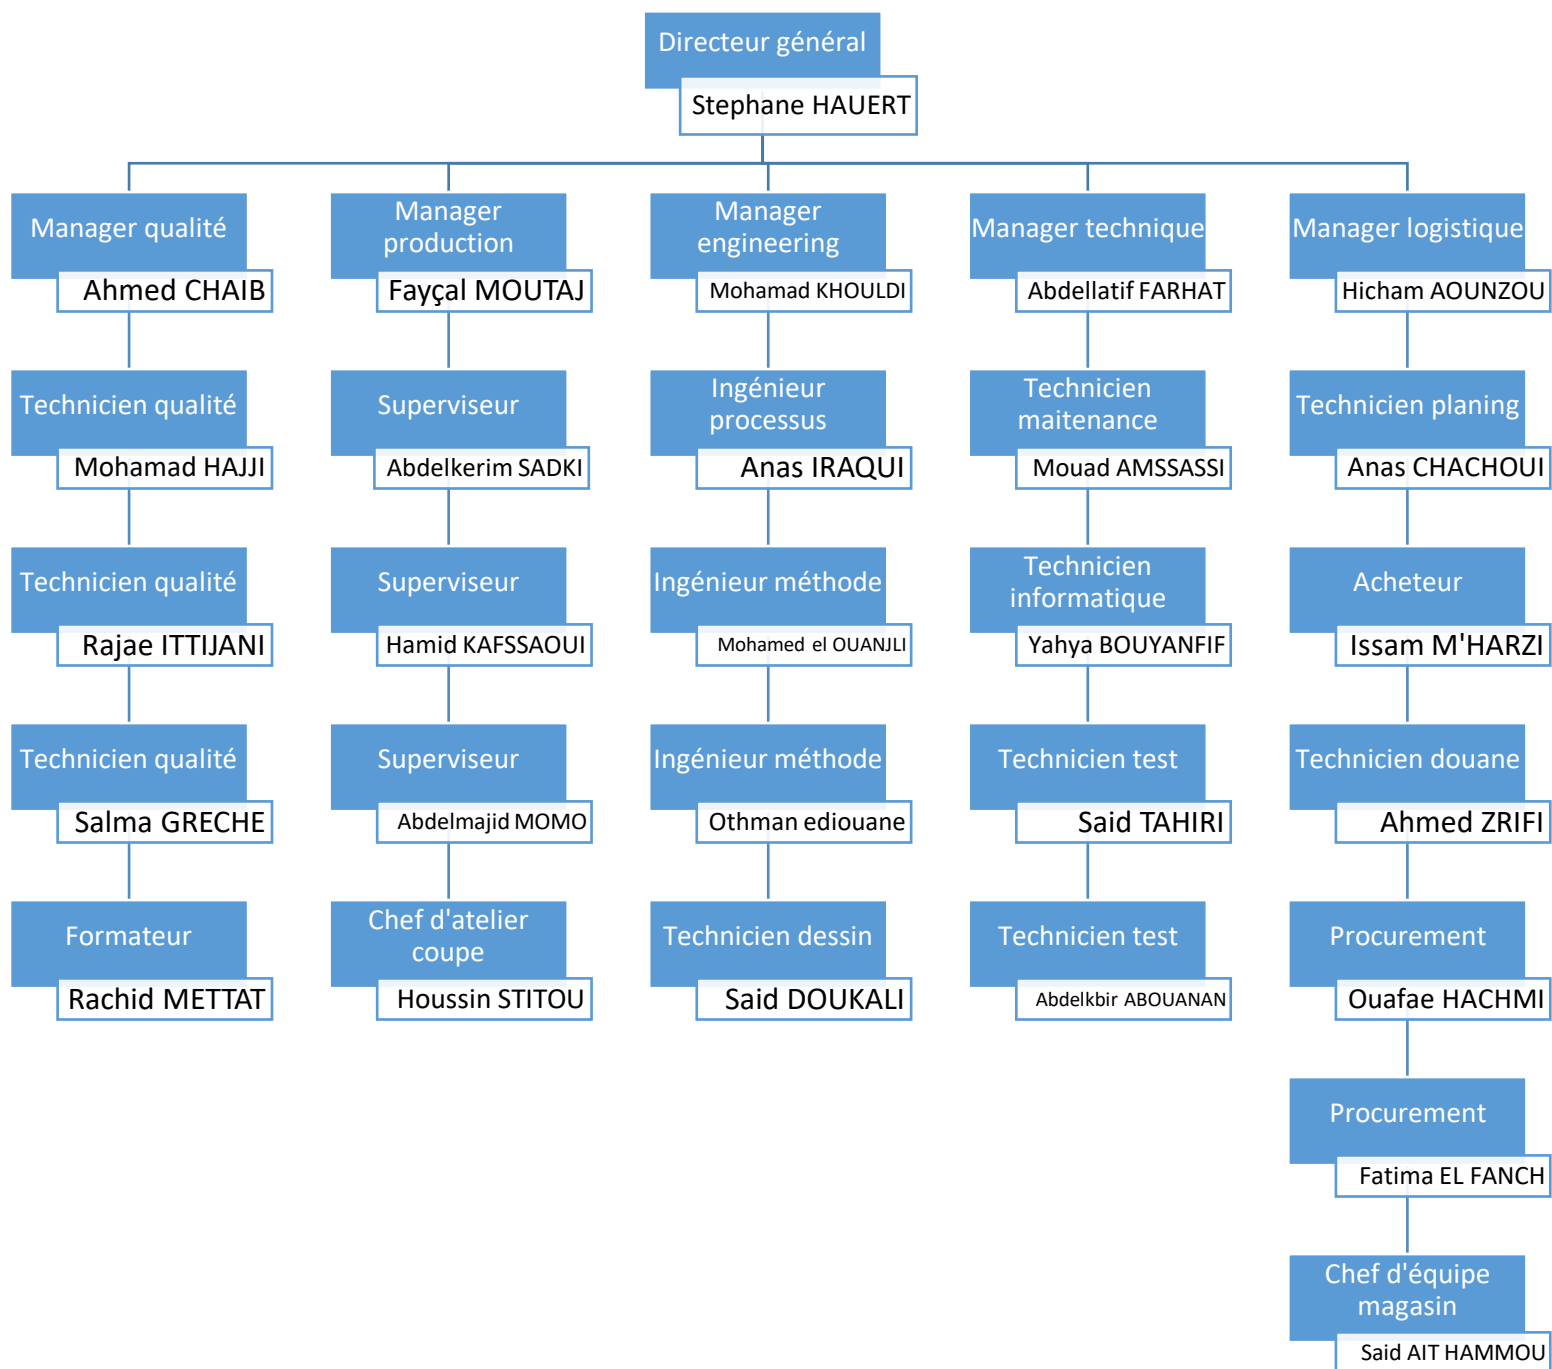 Directeur général
Stephane HAUERT
Manager qualité
Ahmed CHAIB
Technicien qualité
Mohamad HAJJI
Technicien qualité
Rajae ITTIJANI
Technicien qualité
Salma GRECHE
Formateur
Rachid METTAT
Manager
production
Fayçal MOUTAJ
Superviseur
Abdelkerim SADKI
Superviseur
Hamid KAFSSAOUI
Superviseur
Abdelmajid MOMO
Chef d'atelier
coupe
Houssin STITOU
Manager
engineering
Mohamad KHOULDI
Ingénieur
processus
Anas IRAQUI
Ingénieur méthode
Mohamed el OUANJLI
Ingénieur méthode
Othman ediouane
Technicien dessin
Said DOUKALI
Manager technique
Abdellatif FARHAT
Technicien
maitenance
Mouad AMSSASSI
Technicien
informatique
Yahya BOUYANFIF
Technicien test
Said TAHIRI
Technicien test
Abdelkbir ABOUANAN
Manager logistique
Hicham AOUNZOU
Technicien planing
Anas CHACHOUI
Acheteur
Issam M'HARZI
Technicien douane
Ahmed ZRIFI
Procurement
Ouafae HACHMI
Procurement
Fatima EL FANCH
Chef d'équipe
magasin
Said AIT HAMMOU